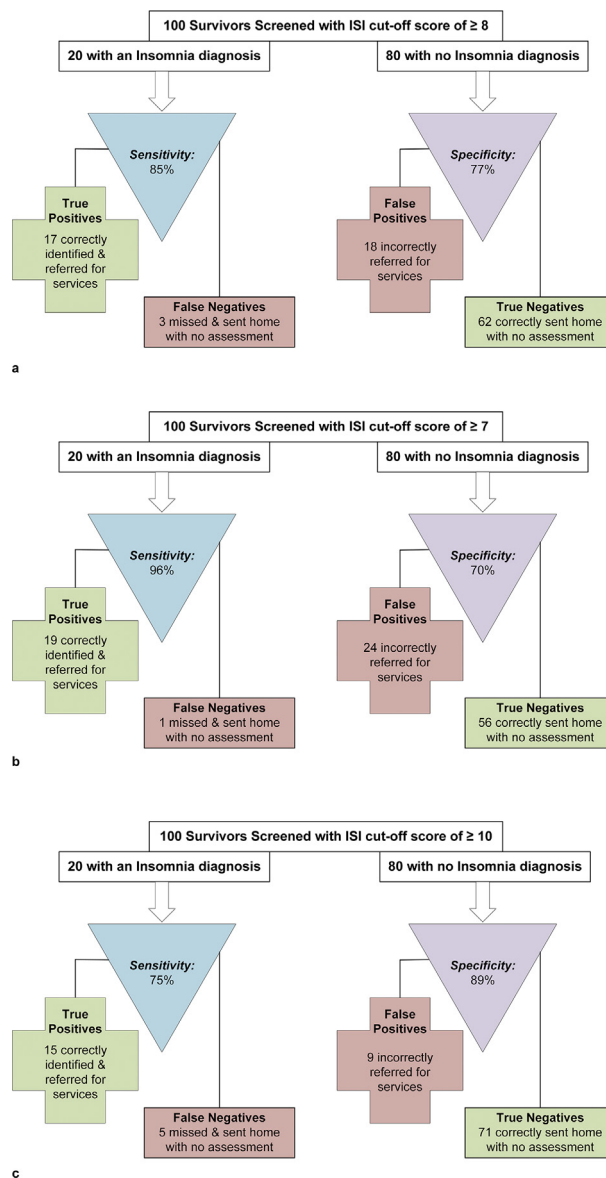 100 Survivors Screened with ISI cut-off score of ≥ 8
20 with an Insomnia diagnosis
80 with no Insomnia diagnosis
Sensitivity:
85%
Specificity:
77%
True
Positives
17 correctly
identified &
referred for
services
False
Positives
18 incorrectly
referred for
services
False Negatives
3 missed & sent home
with no assessment
True Negatives
62 correctly sent home
with no assessment
a
100 Survivors Screened with ISI cut-off score of ≥ 7
20 with an Insomnia diagnosis
80 with no Insomnia diagnosis
Sensitivity:
96%
Specificity:
70%
True
Positives
19 correctly
identified &
referred for
services
False
Positives
24 incorrectly
referred for
services
False Negatives
1 missed & sent home
with no assessment
True Negatives
56 correctly sent home
with no assessment
b
100 Survivors Screened with ISI cut-off score of ≥ 10
20 with an Insomnia diagnosis
80 with no Insomnia diagnosis
Sensitivity:
75%
Specificity:
89%
True
Positives
15 correctly
identified &
referred for
services
False
Positives
9 incorrectly
referred for
services
False Negatives
5 missed & sent home
with no assessment
True Negatives
71 correctly sent home
with no assessment
c